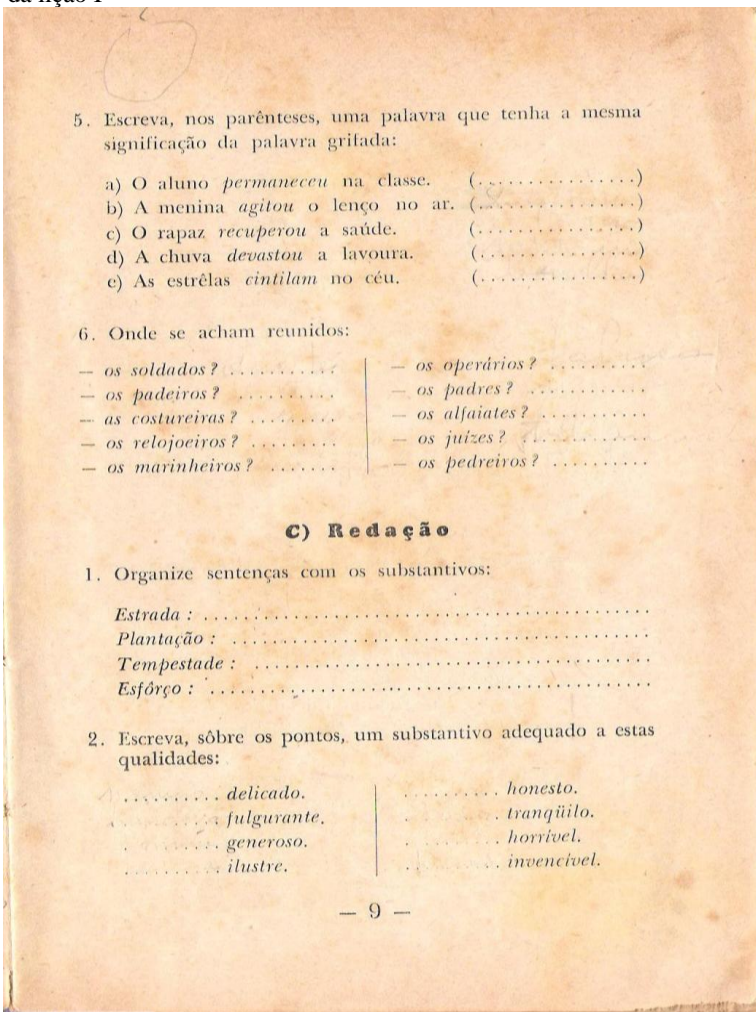 da lição I
5. Escreva, nos parênteses, uma palavra que tenha a mesma
significação da palavra grifada:
a) O aluno permaneceu na classe. (................)
b) A menina agitou o lenço no ar. (................)
c) O rapaz recuperou a saúde. (................)
d) A chuva devastou a lavoura. (................)
e) As estrêlas cintilam no céu. (................)
6. Onde se acham reunidos:
— os soldados? ...........
— os padeiros? ..........
— as costureiras? .........
— os relojoeiros? .........
— os marinheiros? .......
— os operários? ..........
— os padres? ............
— os alfaiates? ...........
— os juízes? .............
— os pedreiros? ..........
C) Redação
1. Organize sentenças com os substantivos:
Estrada: .............................................
Plantação: ..........................................
Tempestade: ........................................
Esfôrço: .............................................
2. Escreva, sôbre os pontos, um substantivo adequado a estas
qualidades:
.......... delicado.
.......... fulgurante.
.......... generoso.
.......... ilustre.
.......... honesto.
.......... tranqüilo.
.......... horrível.
.......... invencível.
— 9 —